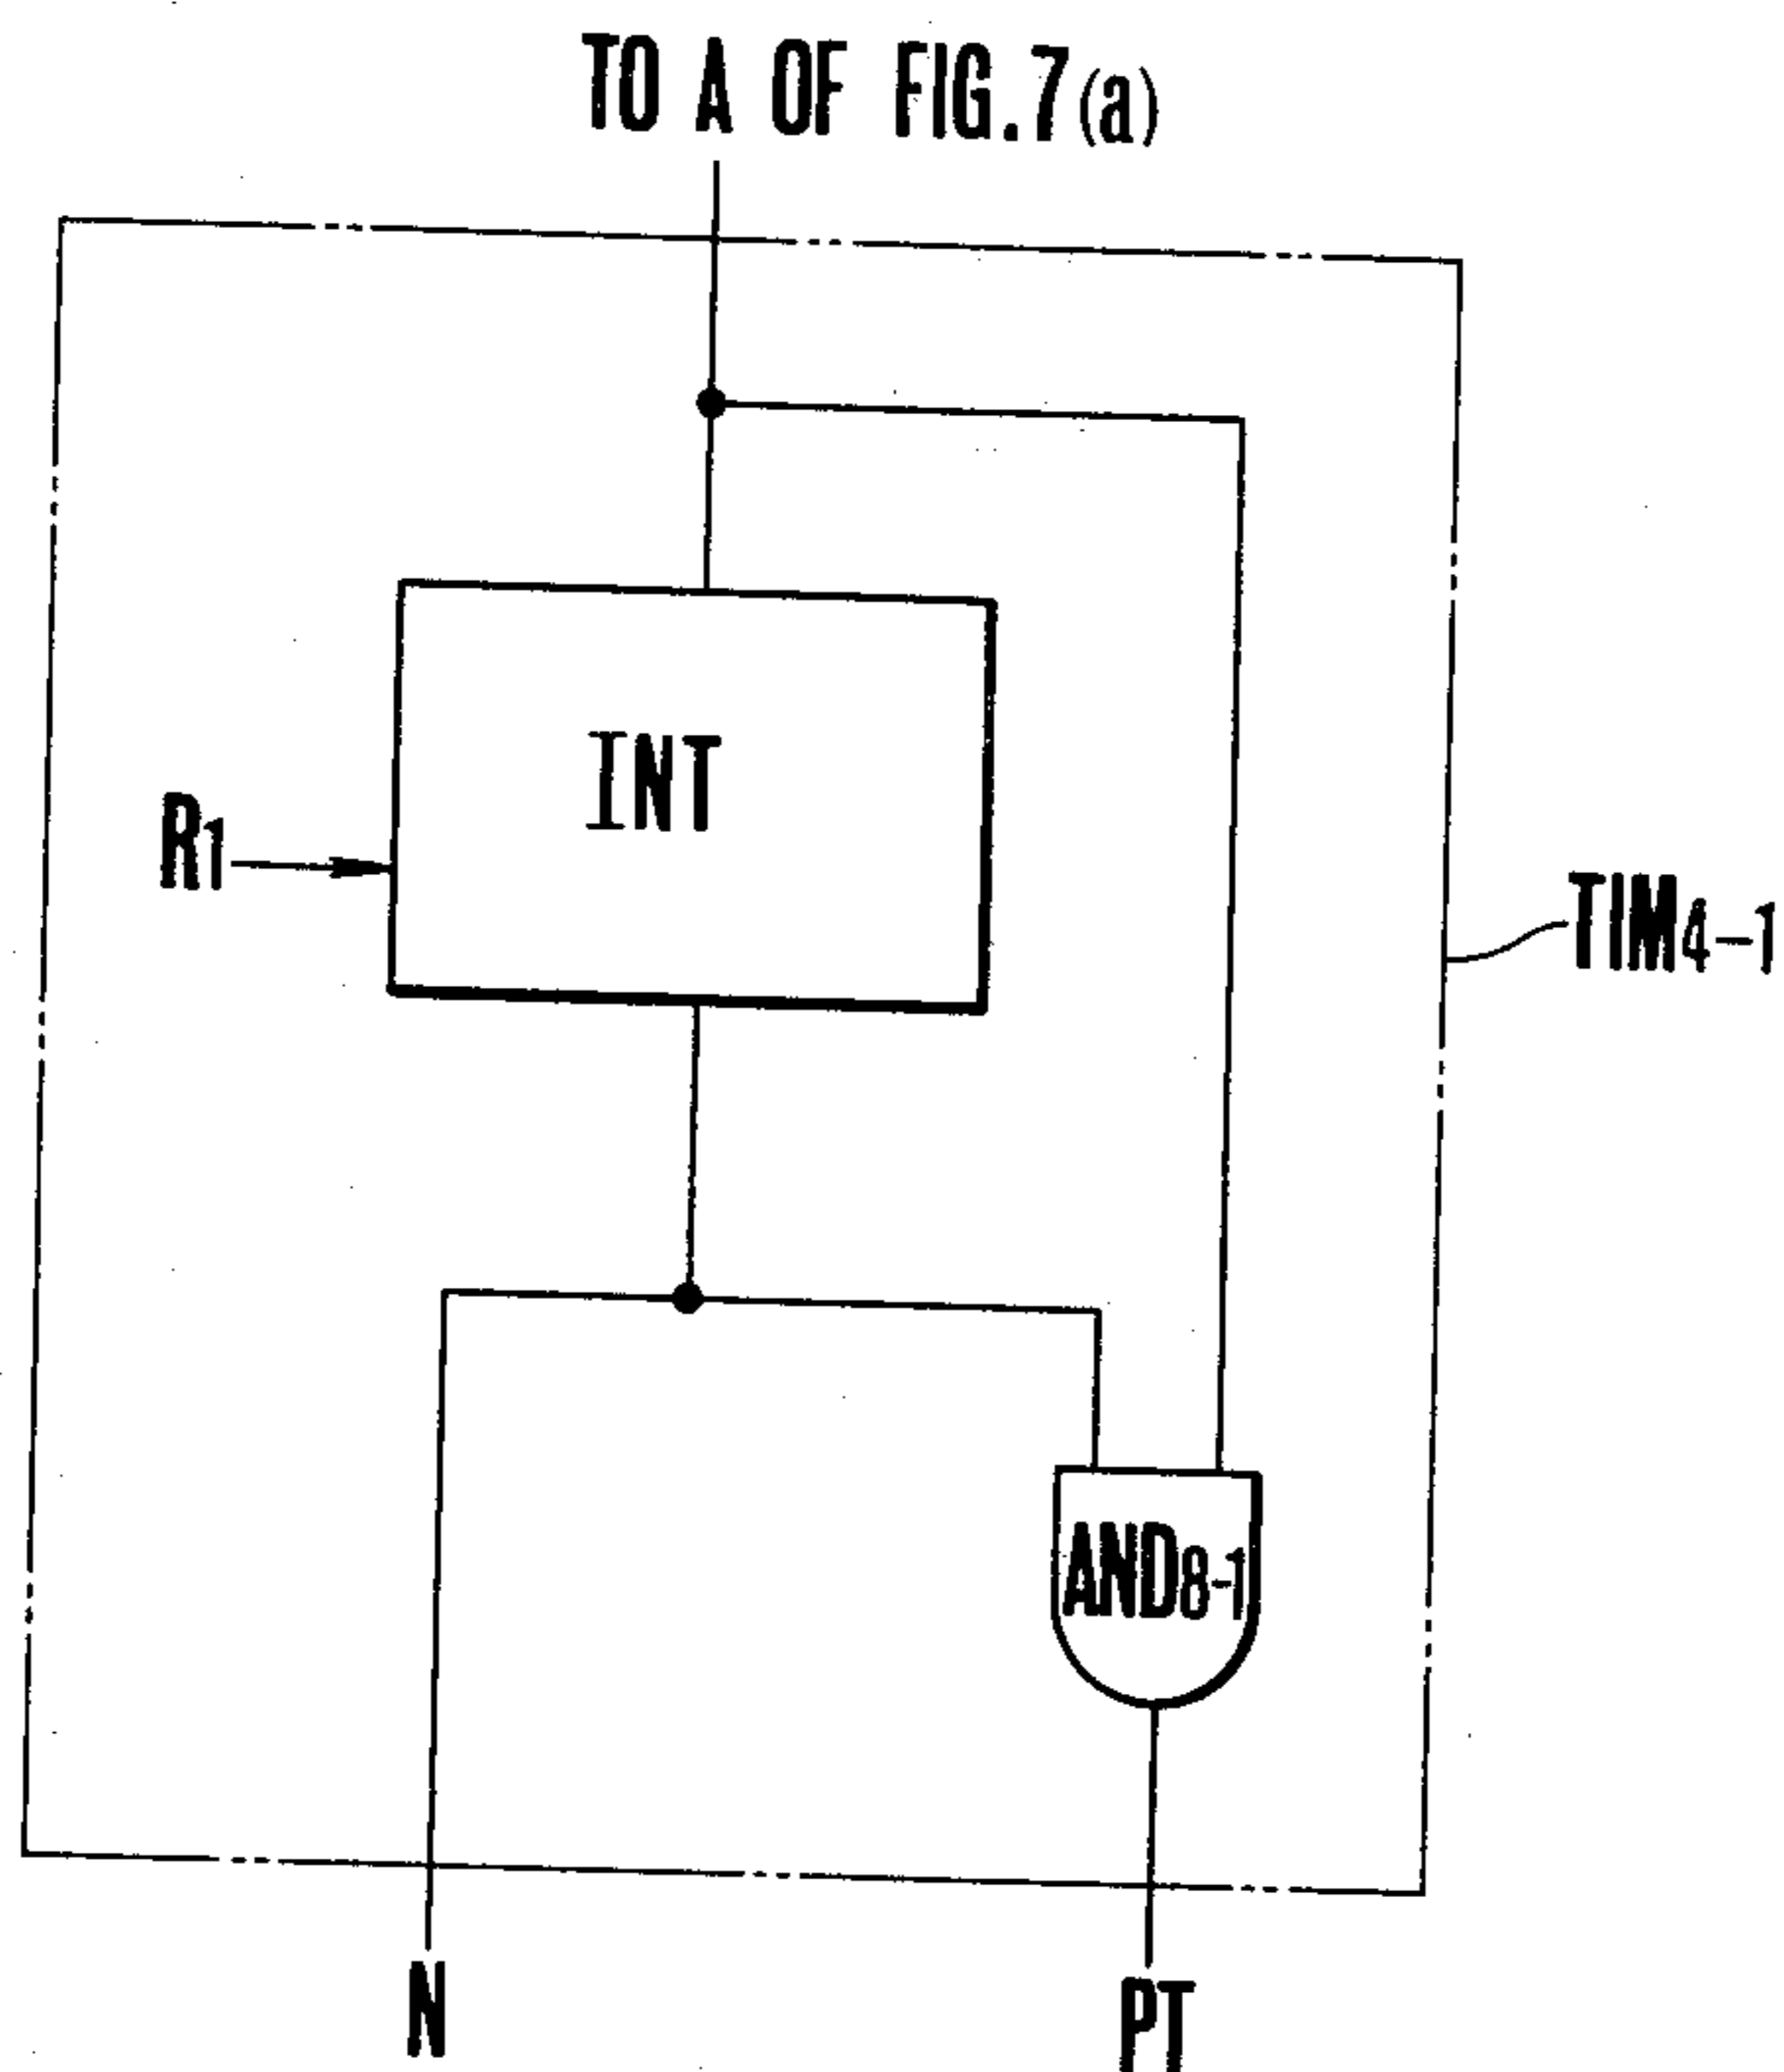 TO A OF FIG.7(a)
INT
R1
TIM4-1
AND8-1
N
PT